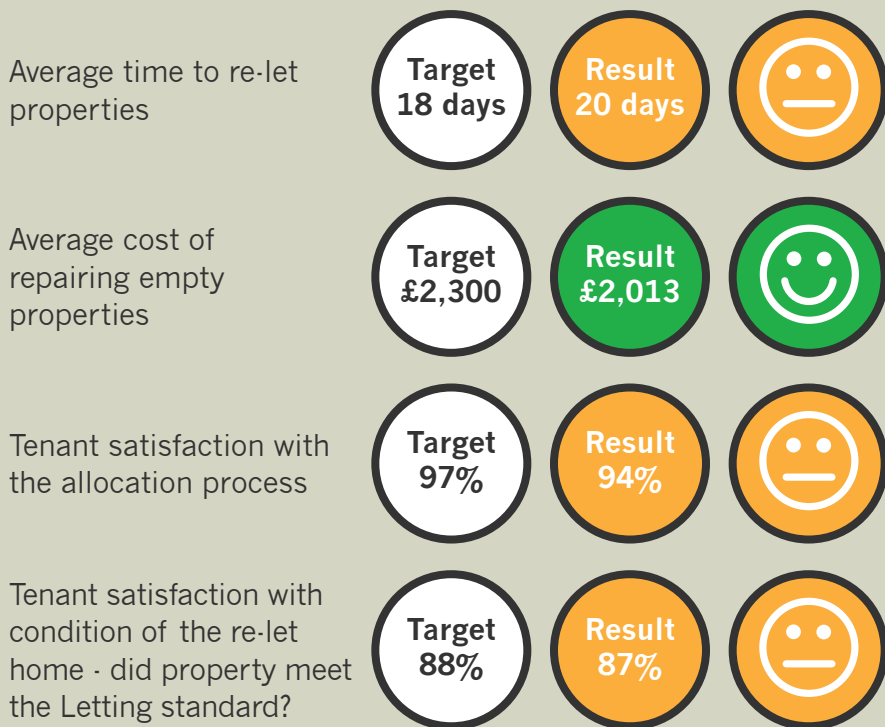 Average time to re-let
properties
Target
18 days
Result
20 days
Average cost of
repairing empty
properties
Target
£2,300
Result
£2,013
Tenant satisfaction with
the allocation process
Target
97%
Result
94%
Tenant satisfaction with
condition of the re-let
home - did property meet
the Letting standard?
Target
88%
Result
87%